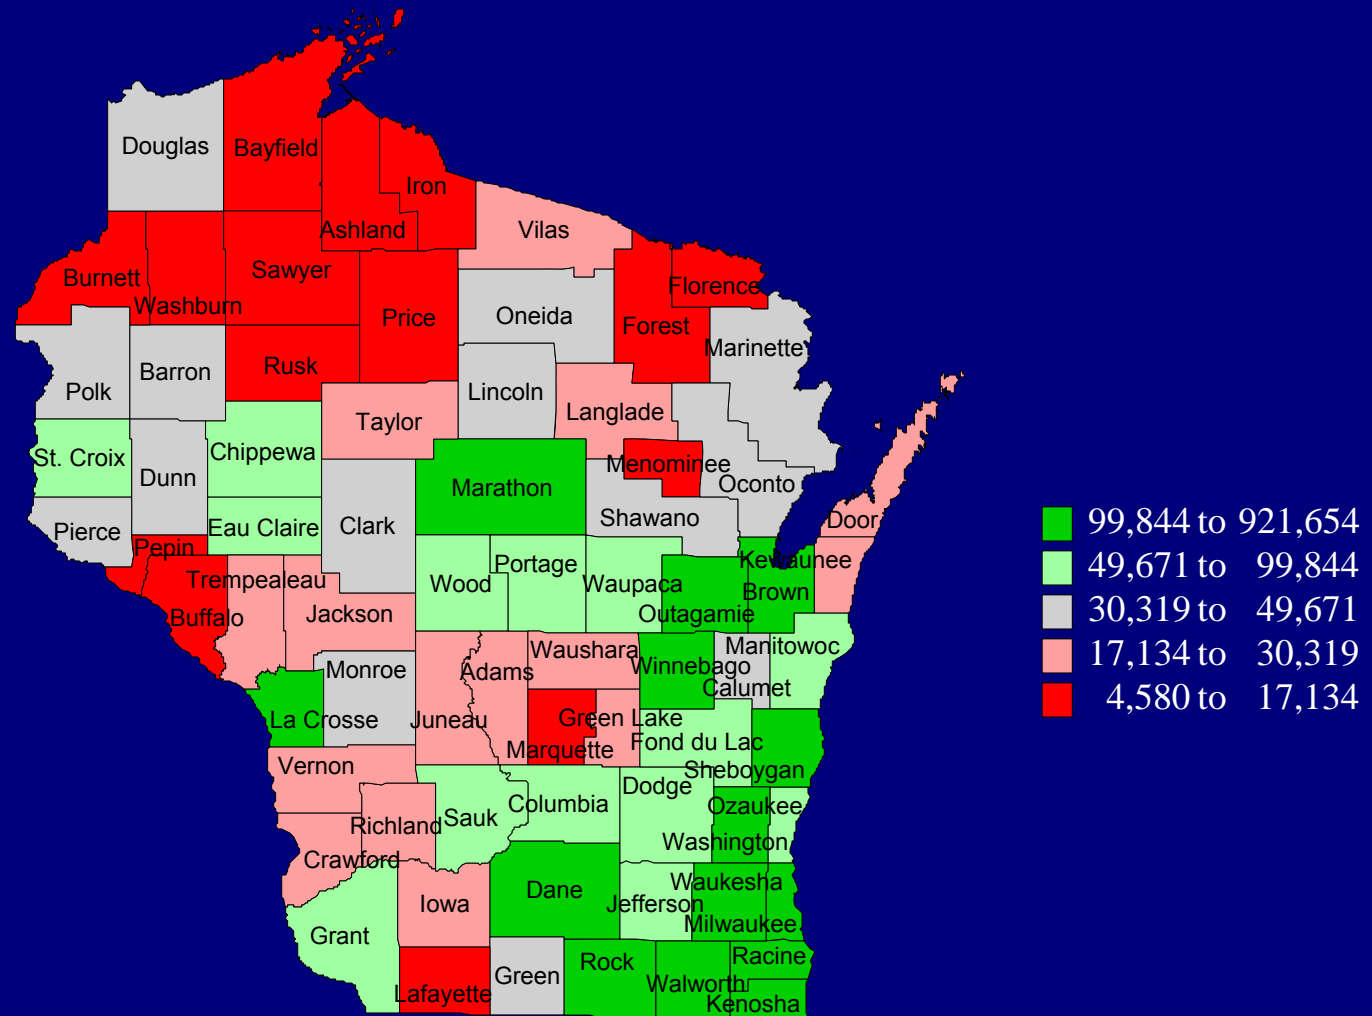 Douglas
Bayfield
Iron
Ashland
Vilas
Burnett
Washburn
Sawyer
Price
Florence
Oneida
Forest
Marinette
Polk
Barron
Rusk
Lincoln
Taylor
Langlade
St. Croix
Dunn
Chippewa
Menominee
Marathon
Oconto
Pierce
Eau Claire
Clark
Shawano
Door
Pepin
Kewaunee
Trempealeau
Wood
Portage
Waupaca
Brown
Buffalo
Jackson
Outagamie
Monroe
Adams
Waushara
Winnebago
Manitowoc
Calumet
La Crosse
Juneau
Green Lake
Marquette
Fond du Lac
Sheboygan
Vernon
Richland
Sauk
Columbia
Dodge
Ozaukee
Washington
Crawford
Iowa
Dane
Jefferson
Waukesha
Milwaukee
Grant
Lafayette
Green
Rock
Walworth
Racine
Kenosha
99,844 to 921,654
49,671 to 99,844
30,319 to 49,671
17,134 to 30,319
4,580 to 17,134